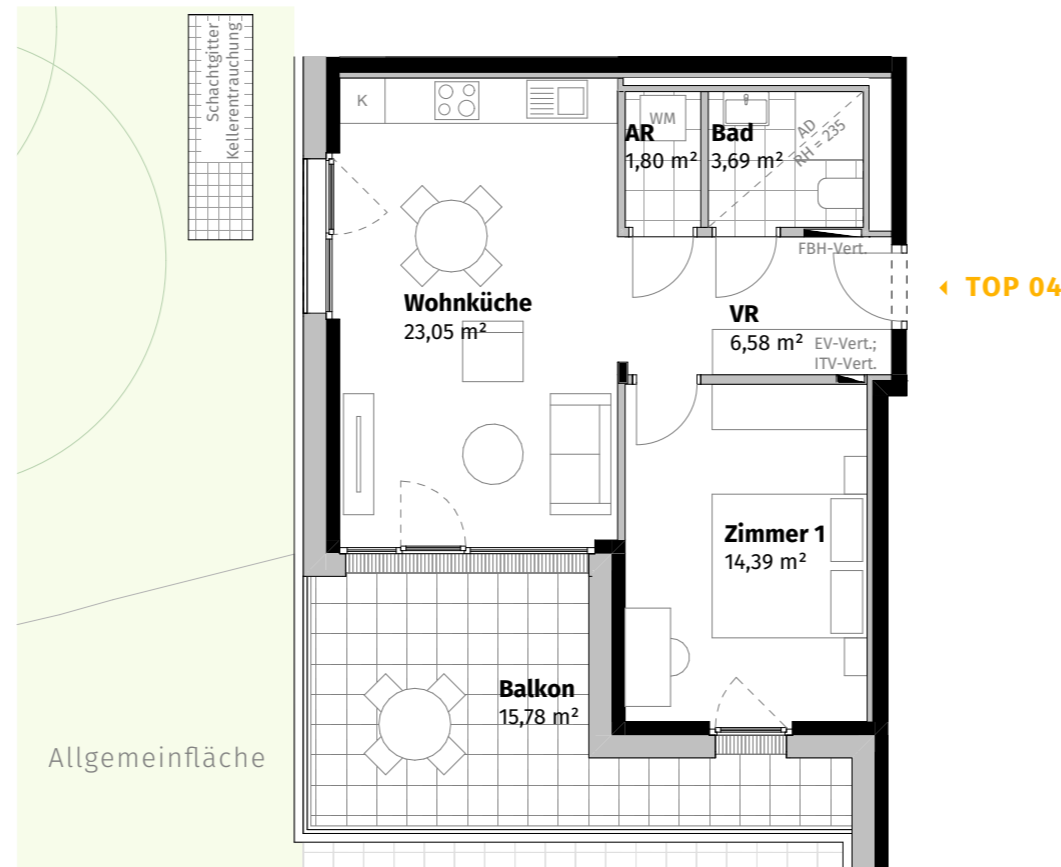 Schachtgitter
Kellerentrauchung
K
WM
AR
1,80 m²
Bad
3,69 m²
AD
RH = 235
FBH-Vert.
TOP 04
Wohnküche
23,05 m²
VR
6,58 m²
EV-Vert.;
ITV-Vert.
Zimmer 1
14,39 m²
Balkon
15,78 m²
Allgemeinfläche